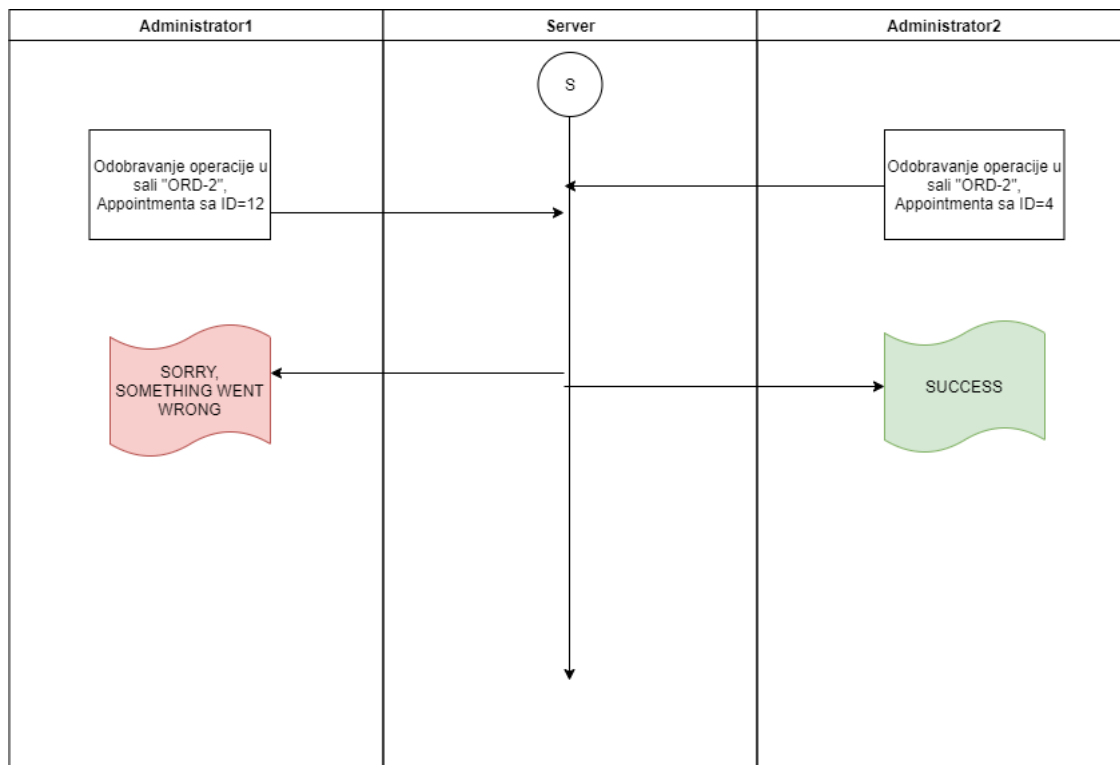 Administrator1
Server
Administrator2
S
Odobravanje operacije u
sali "ORD-2",
Appointmenta sa ID=12
Odobravanje operacije u
sali "ORD-2",
Appointmenta sa ID=4
SORRY,
SOMETHING WENT
WRONG
SUCCESS